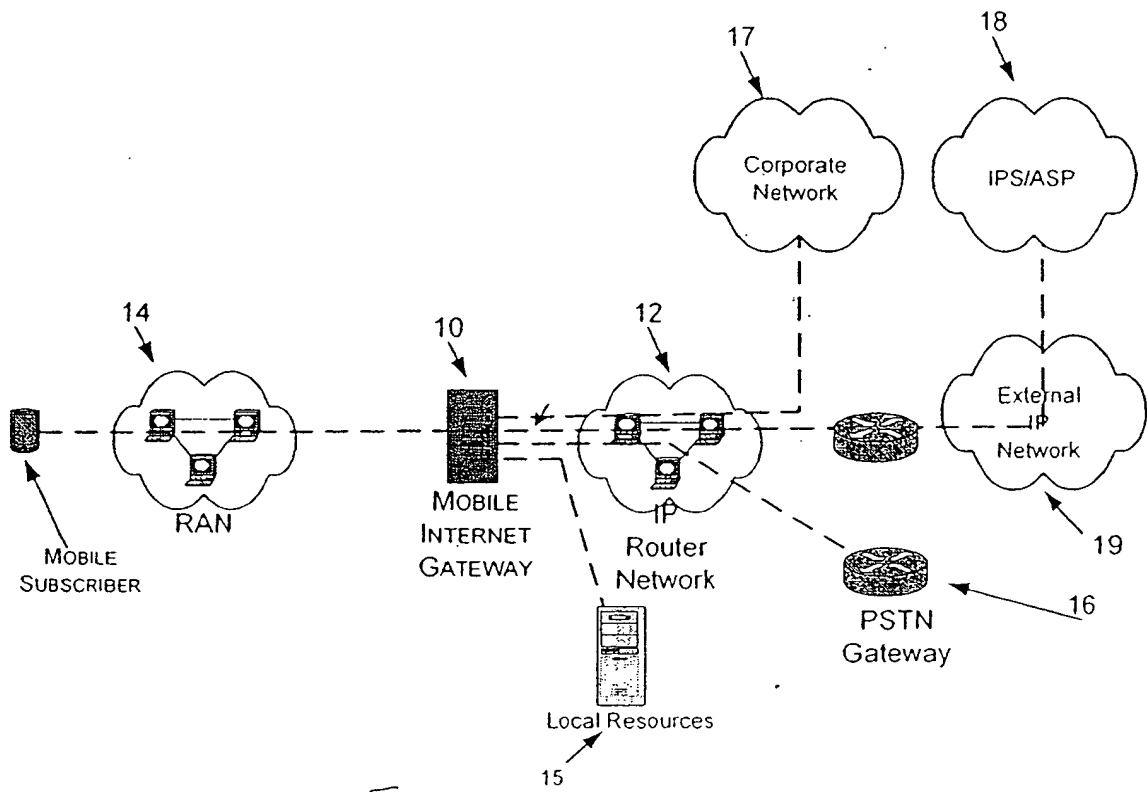 17
18
Corporate
Network
IPS/ASP
14
10
12
External
IP
Network
RAN
MOBILE
SUBSCRIBER
MOBILE
INTERNET
GATEWAY
IP
Router
Network
19
16
PSTN
Gateway
Local Resources
15